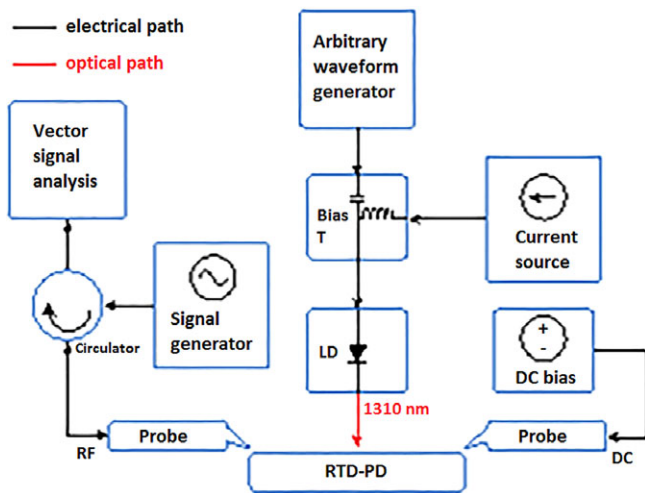 electrical path
optical path
Arbitrary
waveform
generator
Vector
signal
analysis
Bias
T
Current
source
Signal
generator
Circulator
LD
+
-
DC bias
1310 nm
Probe
RF
Probe
DC
RTD-PD